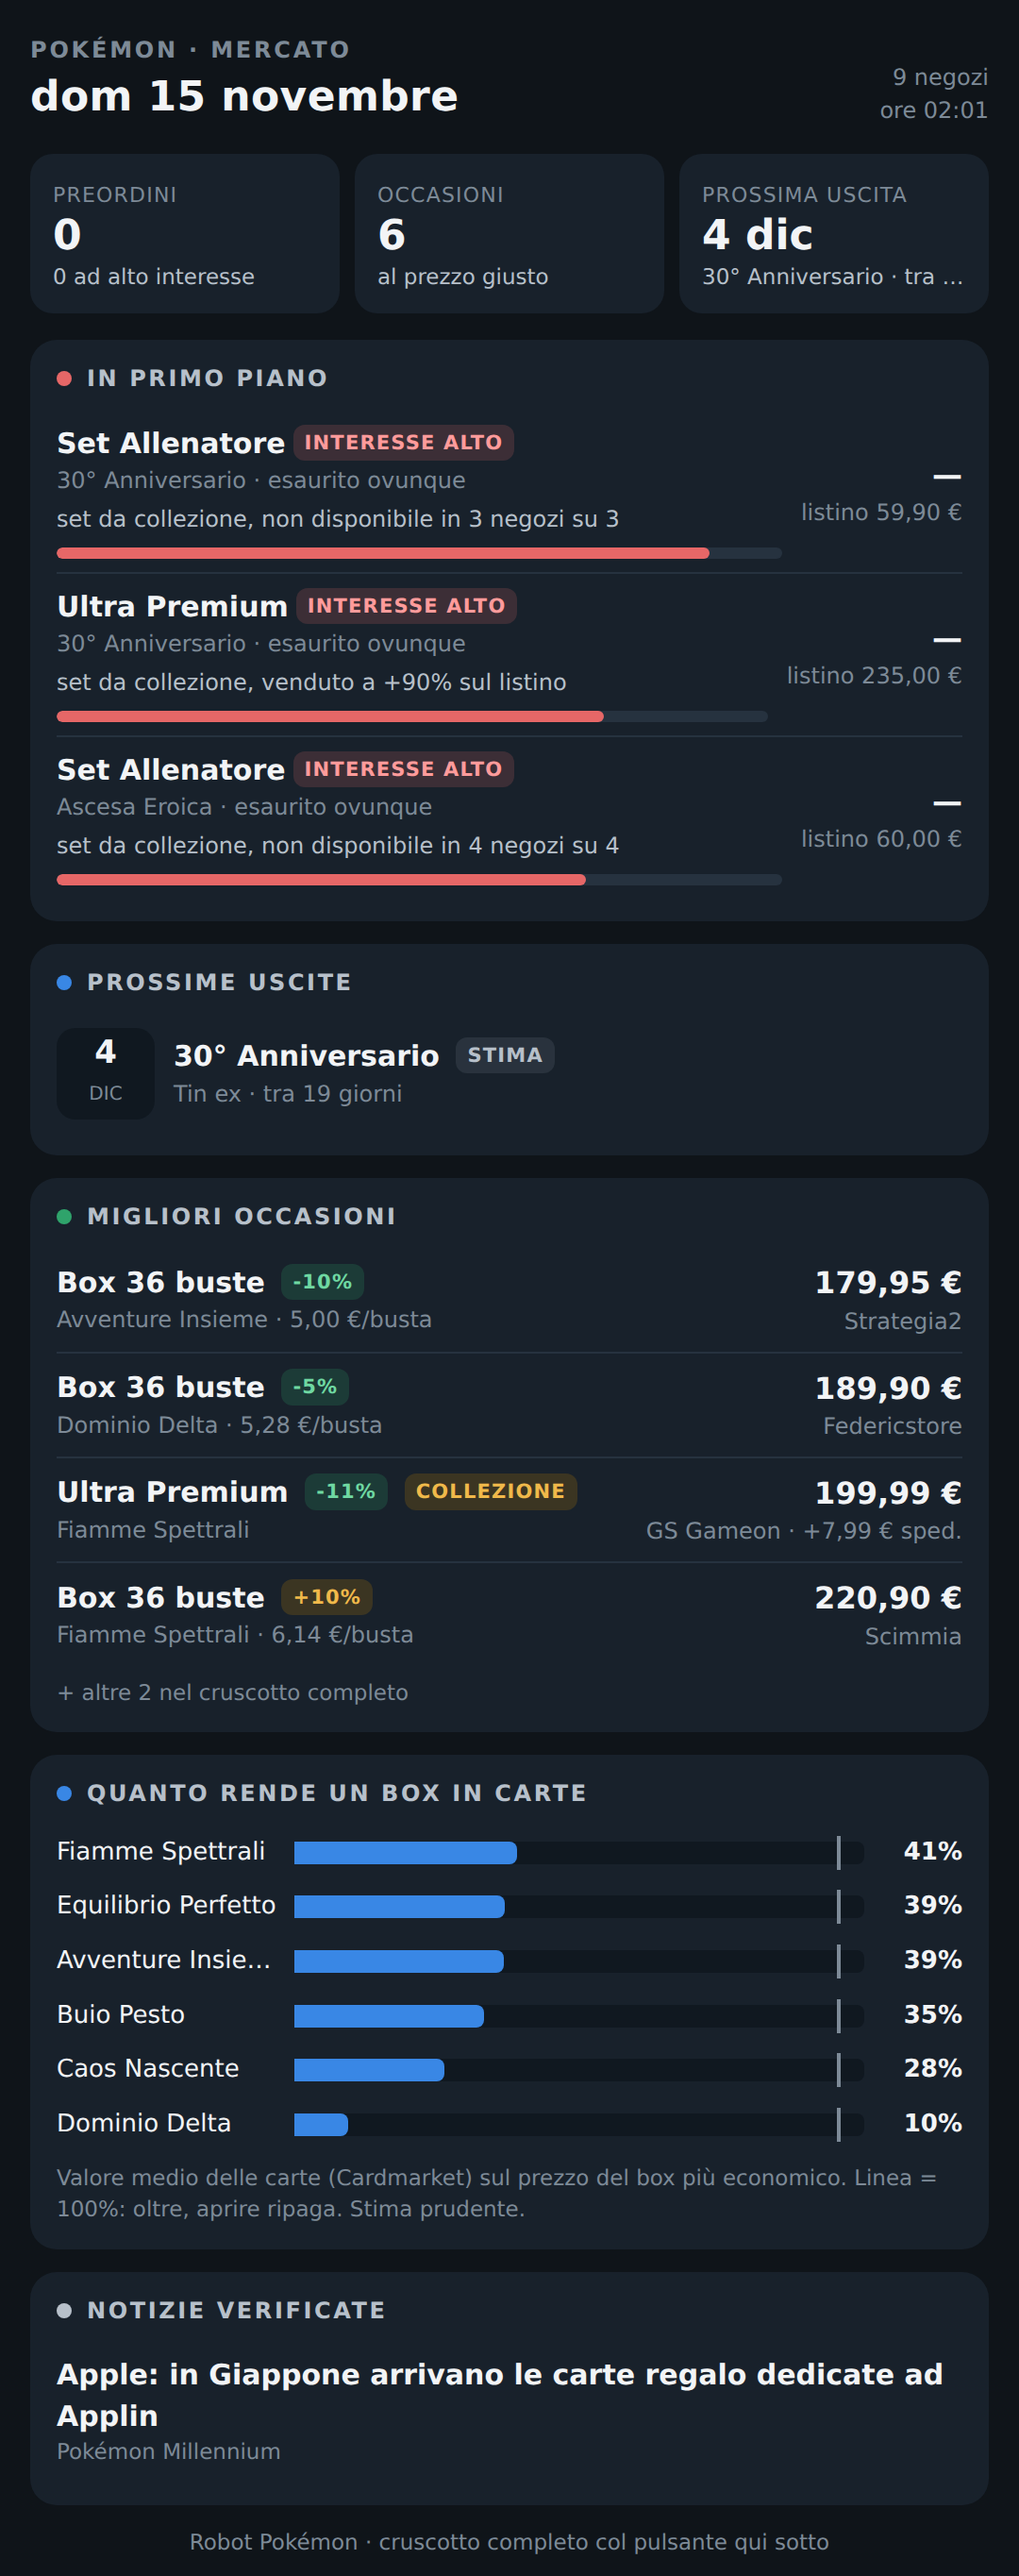 POKÉMON · MERCATO
dom 15 novembre
9 negozi
ore 02:01
PREORDINI
0
0 ad alto interesse
OCCASIONI
6
al prezzo giusto
PROSSIMA USCITA
4 dic
30° Anniversario · tra …
IN PRIMO PIANO
Set Allenatore INTERESSE ALTO
30° Anniversario · esaurito ovunque
set da collezione, non disponibile in 3 negozi su 3
—
listino 59,90 €
Ultra Premium INTERESSE ALTO
30° Anniversario · esaurito ovunque
set da collezione, venduto a +90% sul listino
—
listino 235,00 €
Set Allenatore INTERESSE ALTO
Ascesa Eroica · esaurito ovunque
set da collezione, non disponibile in 4 negozi su 4
—
listino 60,00 €
PROSSIME USCITE
4
DIC
30° Anniversario STIMA
Tin ex · tra 19 giorni
MIGLIORI OCCASIONI
Box 36 buste -10%
Avventure Insieme · 5,00 €/busta
179,95 €
Strategia2
Box 36 buste -5%
Dominio Delta · 5,28 €/busta
189,90 €
Federicstore
Ultra Premium -11% COLLEZIONE
Fiamme Spettrali
199,99 €
GS Gameon · +7,99 € sped.
Box 36 buste +10%
Fiamme Spettrali · 6,14 €/busta
220,90 €
Scimmia
+ altre 2 nel cruscotto completo
QUANTO RENDE UN BOX IN CARTE
Fiamme Spettrali 41%
Equilibrio Perfetto 39%
Avventure Insie… 39%
Buio Pesto 35%
Caos Nascente 28%
Dominio Delta 10%
Valore medio delle carte (Cardmarket) sul prezzo del box più economico. Linea =
100%: oltre, aprire ripaga. Stima prudente.
NOTIZIE VERIFICATE
Apple: in Giappone arrivano le carte regalo dedicate ad
Applin
Pokémon Millennium
Robot Pokémon · cruscotto completo col pulsante qui sotto